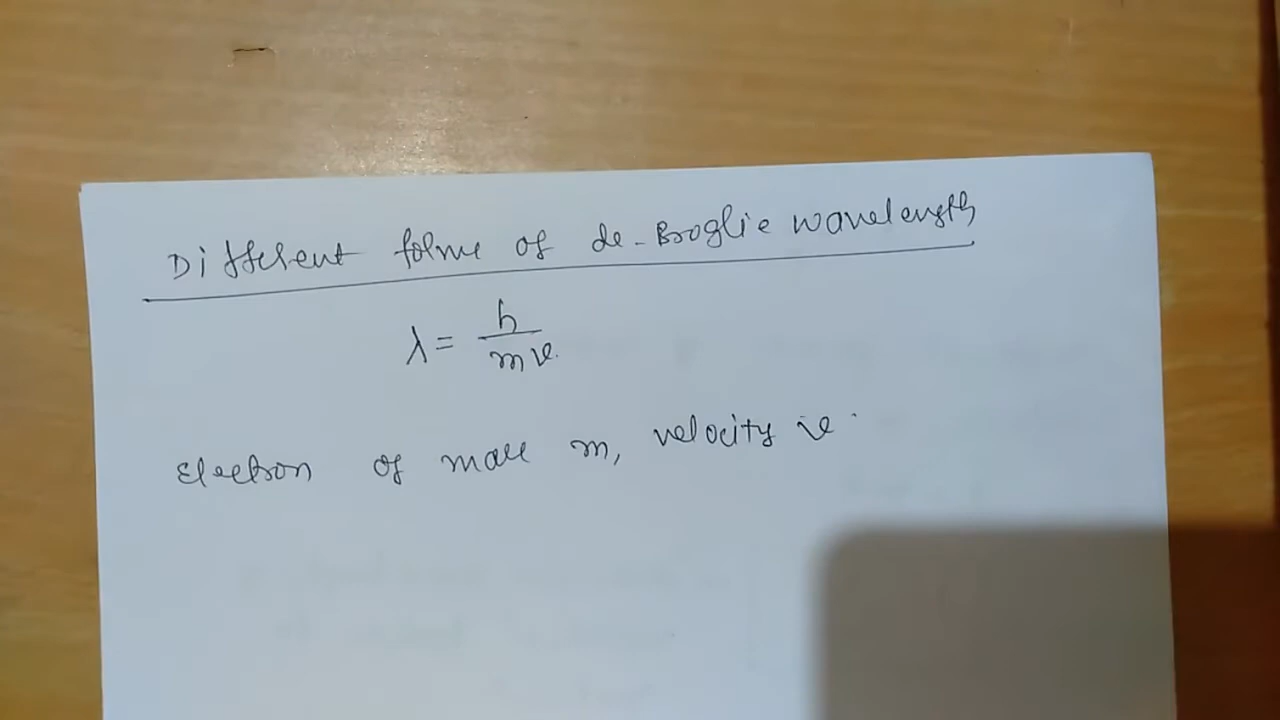 Different forms of de-Broglie wavelength
λ = h / mv
Electron of mass m, velocity v.